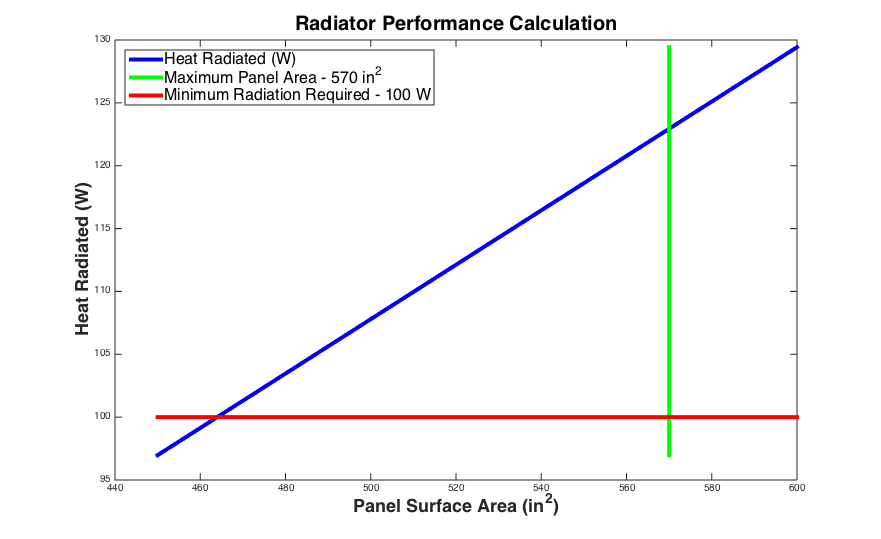 Radiator Performance Calculation
Heat Radiated (W)
Maximum Panel Area - 570 in²
Minimum Radiation Required - 100 W
Heat Radiated (W)
130
125
120
115
110
105
100
95
440 460 480 500 520 540 560 580 600
Panel Surface Area (in²)